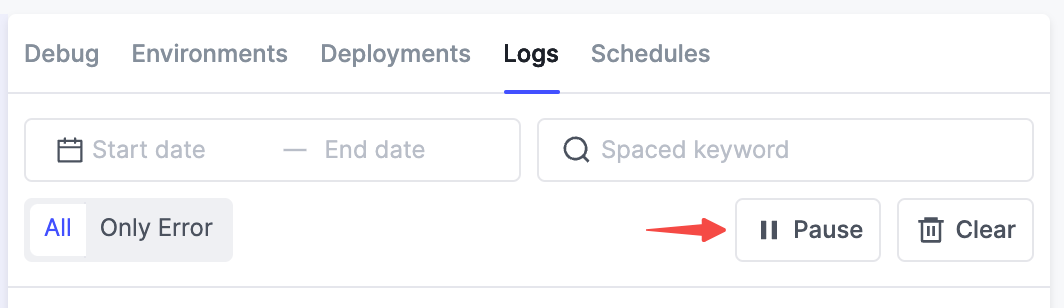 Debug Environments Deployments Logs Schedules
Start date — End date Spaced keyword
All Only Error Pause Clear